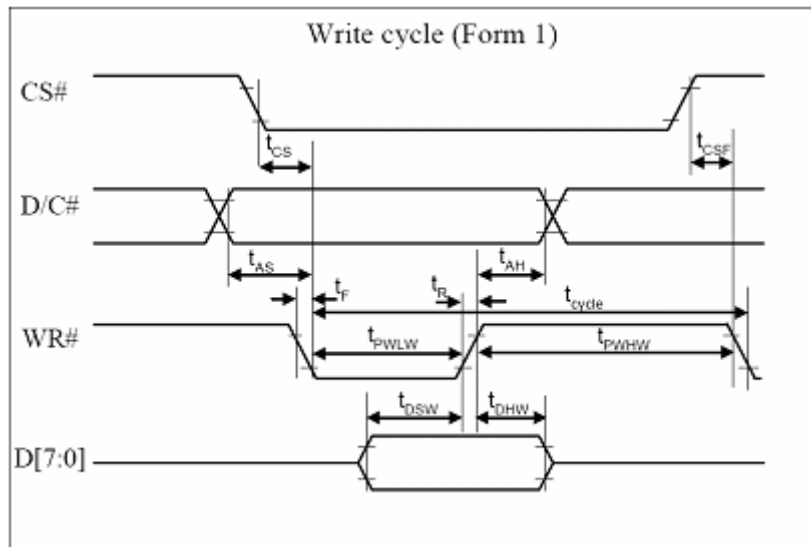 Write cycle (Form 1)
CS#
tCS
tCSF
D/C#
tAS
tAH
tF
tR
tcycle
WR#
tPWLW
tPWHW
tDSW
tDHW
D[7:0]